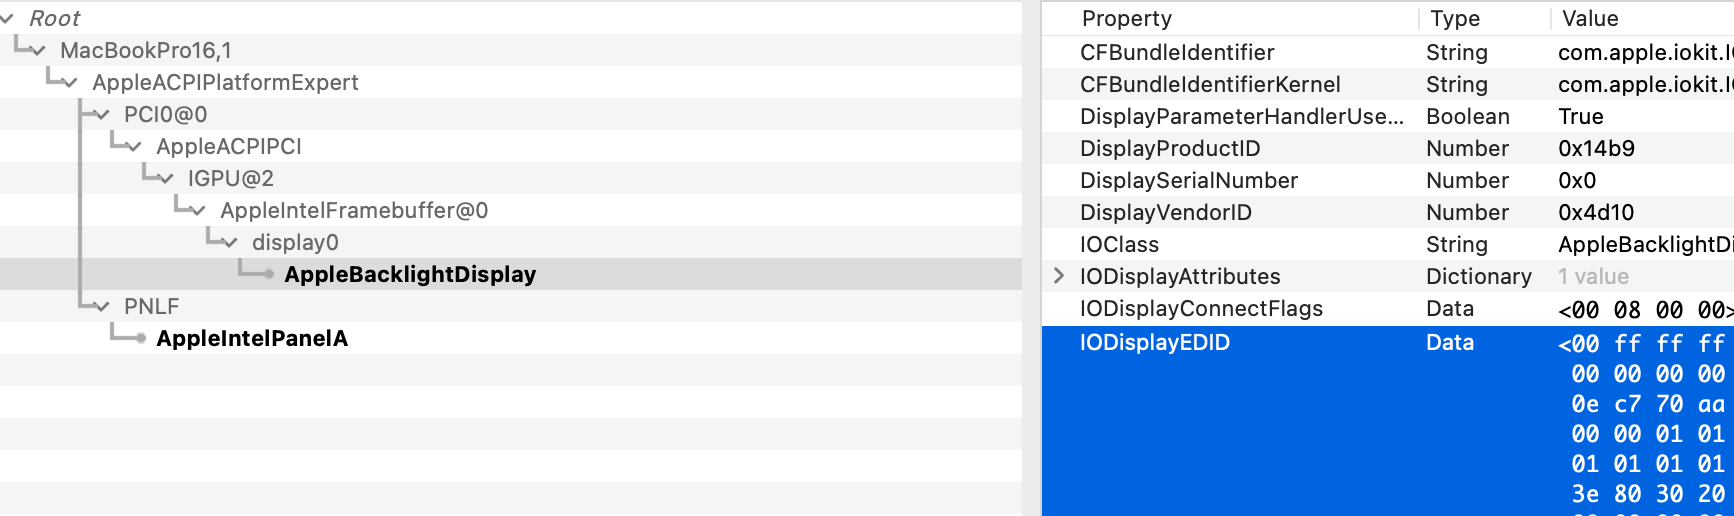 Root
MacBookPro16,1
AppleACPIPlatformExpert
PCI0@0
AppleACPIPCI
IGPU@2
AppleIntelFramebuffer@0
display0
AppleBacklightDisplay
PNLF
AppleIntelPanelA
Property Type Value
CFBundleIdentifier String com.apple.iokit.IO
CFBundleIdentifierKernel String com.apple.iokit.IO
DisplayParameterHandlerUse... Boolean True
DisplayProductID Number 0x14b9
DisplaySerialNumber Number 0x0
DisplayVendorID Number 0x4d10
IOClass String AppleBacklightDi
IODisplayAttributes Dictionary 1 value
IODisplayConnectFlags Data <00 08 00 00>
IODisplayEDID Data <00 ff ff ff
00 00 00 00
0e c7 70 aa
00 00 01 01
01 01 01 01
3e 80 30 20